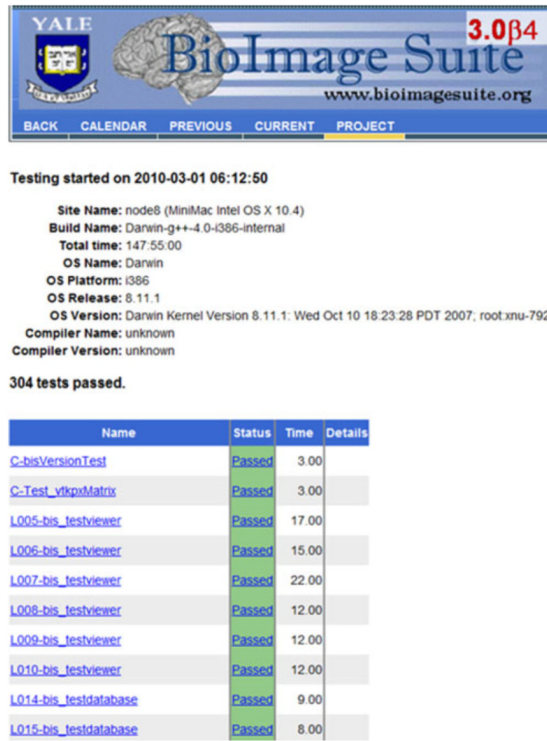 YALE
BioImage Suite
3.0β4
www.bioimagesuite.org
BACK CALENDAR PREVIOUS CURRENT PROJECT
Testing started on 2010-03-01 06:12:50
Site Name: node8 (MiniMac Intel OS X 10.4)
Build Name: Darwin-g++-4.0-i386-internal
Total time: 147:55:00
OS Name: Darwin
OS Platform: i386
OS Release: 8.11.1
OS Version: Darwin Kernel Version 8.11.1: Wed Oct 10 18:23:28 PDT 2007; root:xnu-792
Compiler Name: unknown
Compiler Version: unknown
304 tests passed.
Name Status Time Details
C-bisVersionTest Passed 3.00
C-Test_vtkpxMatrix Passed 3.00
L005-bis_testviewer Passed 17.00
L006-bis_testviewer Passed 15.00
L007-bis_testviewer Passed 22.00
L008-bis_testviewer Passed 12.00
L009-bis_testviewer Passed 12.00
L010-bis_testviewer Passed 12.00
L014-bis_testdatabase Passed 9.00
L015-bis_testdatabase Passed 8.00